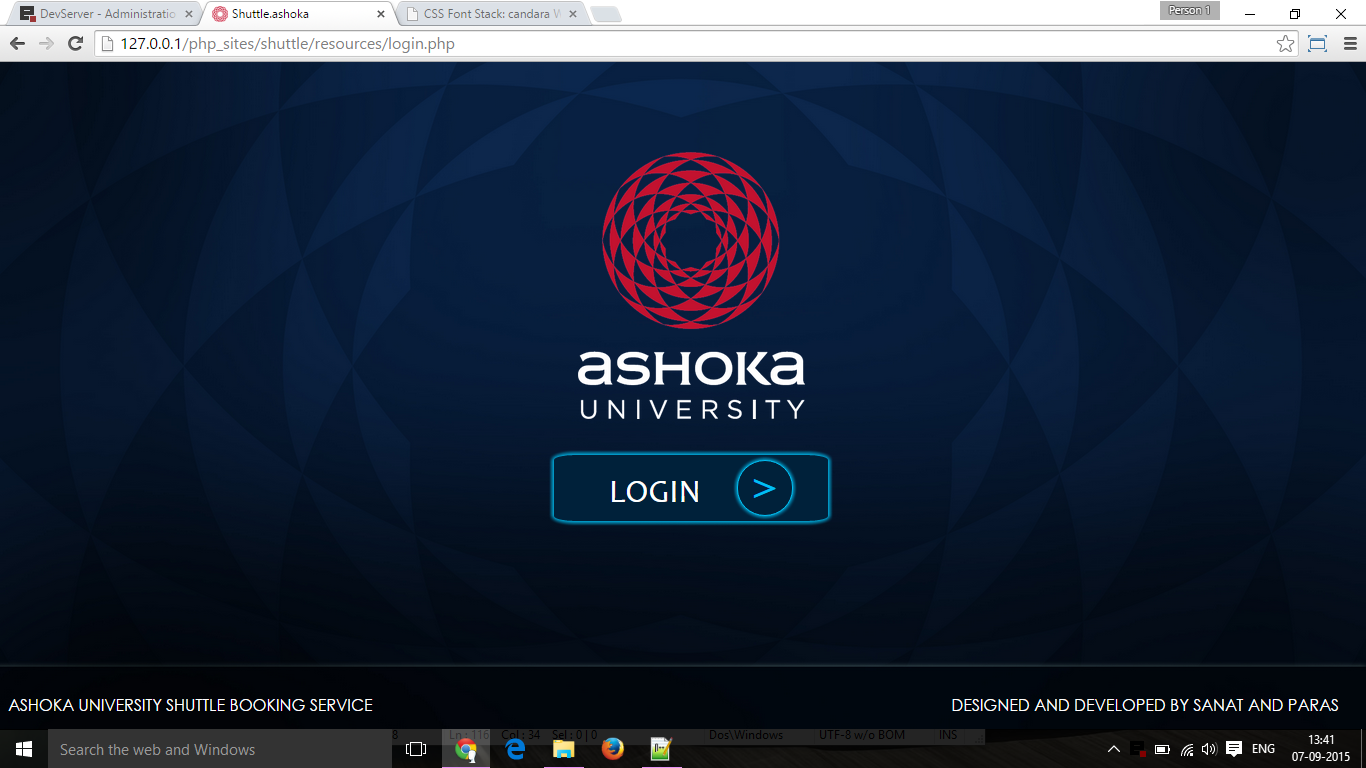 DevServer - Administratio
Shuttle.ashoka
CSS Font Stack: candara W
Person 1
127.0.0.1/php_sites/shuttle/resources/login.php
aSHOKa
UNIVERSITY
LOGIN >
ASHOKA UNIVERSITY SHUTTLE BOOKING SERVICE
DESIGNED AND DEVELOPED BY SANAT AND PARAS
8 Ln : 116 Col : 34 Sel : 0 | 0 Dos\Windows UTF-8 w/o BOM INS
Search the web and Windows
ENG
13:41
07-09-2015